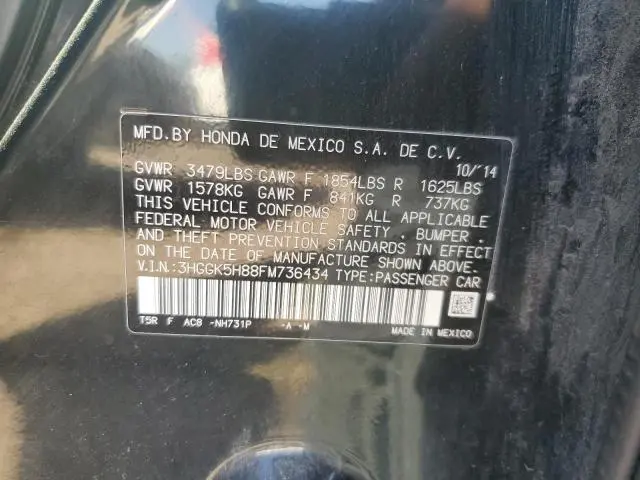 MFD.BY HONDA DE MEXICO S.A. DE C.V.
10/'14
GVWR 3479LBS GAWR F 1854LBS R 1625LBS
GVWR 1578KG GAWR F 841KG R 737KG
THIS VEHICLE CONFORMS TO ALL APPLICABLE
FEDERAL MOTOR VEHICLE SAFETY , BUMPER ,
AND THEFT PREVENTION STANDARDS IN EFFECT
ON THE DATE OF MANUFACTURE SHOWN ABOVE.
V.I.N:3HGGK5H88FM736434 TYPE:PASSENGER CAR
T5R F AC8 -NH731P -A -M
MADE IN MEXICO